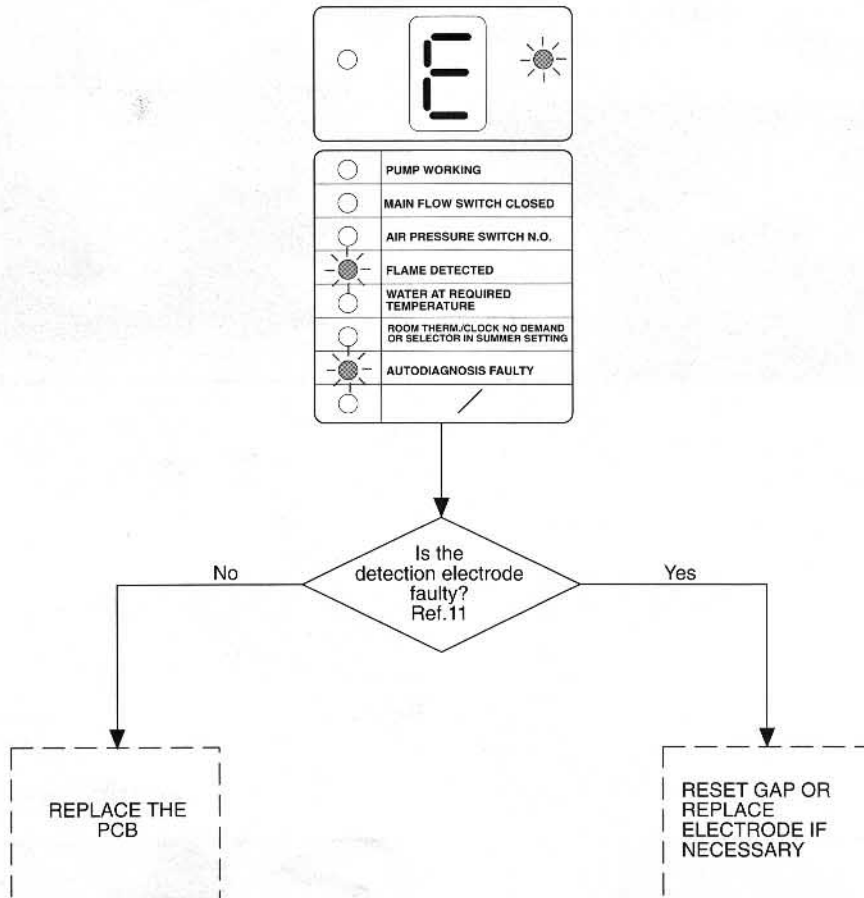 E
PUMP WORKING
MAIN FLOW SWITCH CLOSED
AIR PRESSURE SWITCH N.O.
FLAME DETECTED
WATER AT REQUIRED
TEMPERATURE
ROOM THERM./CLOCK NO DEMAND
OR SELECTOR IN SUMMER SETTING
AUTODIAGNOSIS FAULTY
/
Is the
detection electrode
faulty?
Ref.11
No
Yes
REPLACE THE
PCB
RESET GAP OR
REPLACE
ELECTRODE IF
NECESSARY